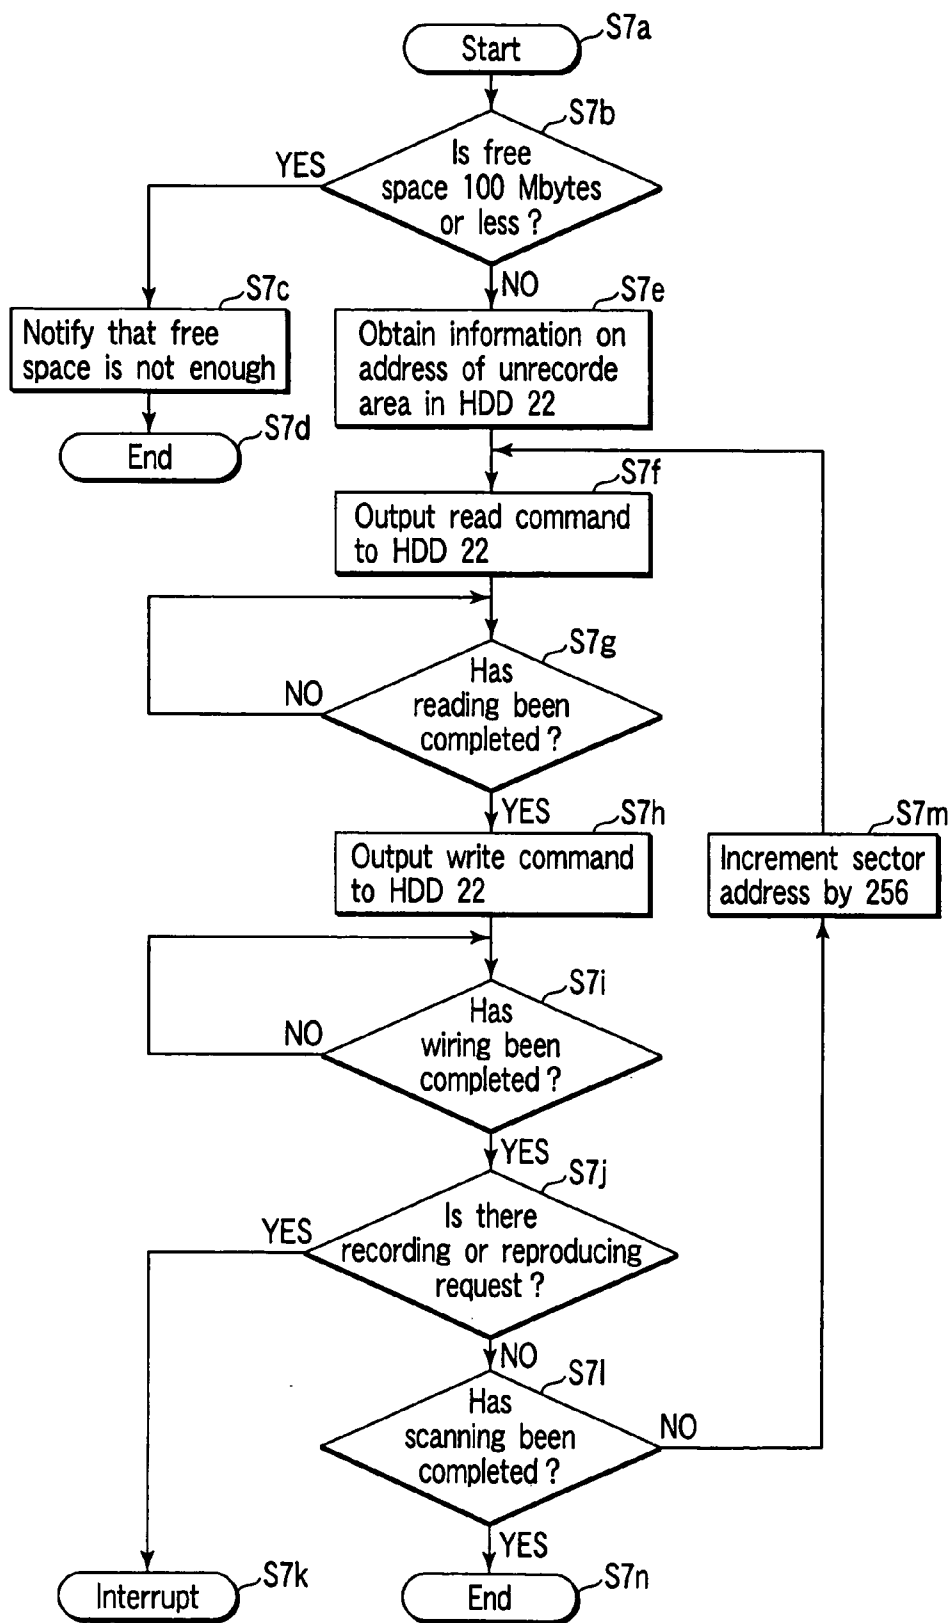 Start
S7a
S7b
Is free
space 100 Mbytes
or less?
YES
NO
S7c
Notify that free
space is not enough
S7d
End
S7e
Obtain information on
address of unrecorde
area in HDD 22
S7f
Output read command
to HDD 22
S7g
Has
reading been
completed?
NO
YES
S7h
Output write command
to HDD 22
S7m
Increment sector
address by 256
S7i
Has
wiring been
completed?
NO
YES
S7j
Is there
recording or reproducing
request?
YES
NO
S7l
Has
scanning been
completed?
NO
YES
Interrupt
S7k
End
S7n